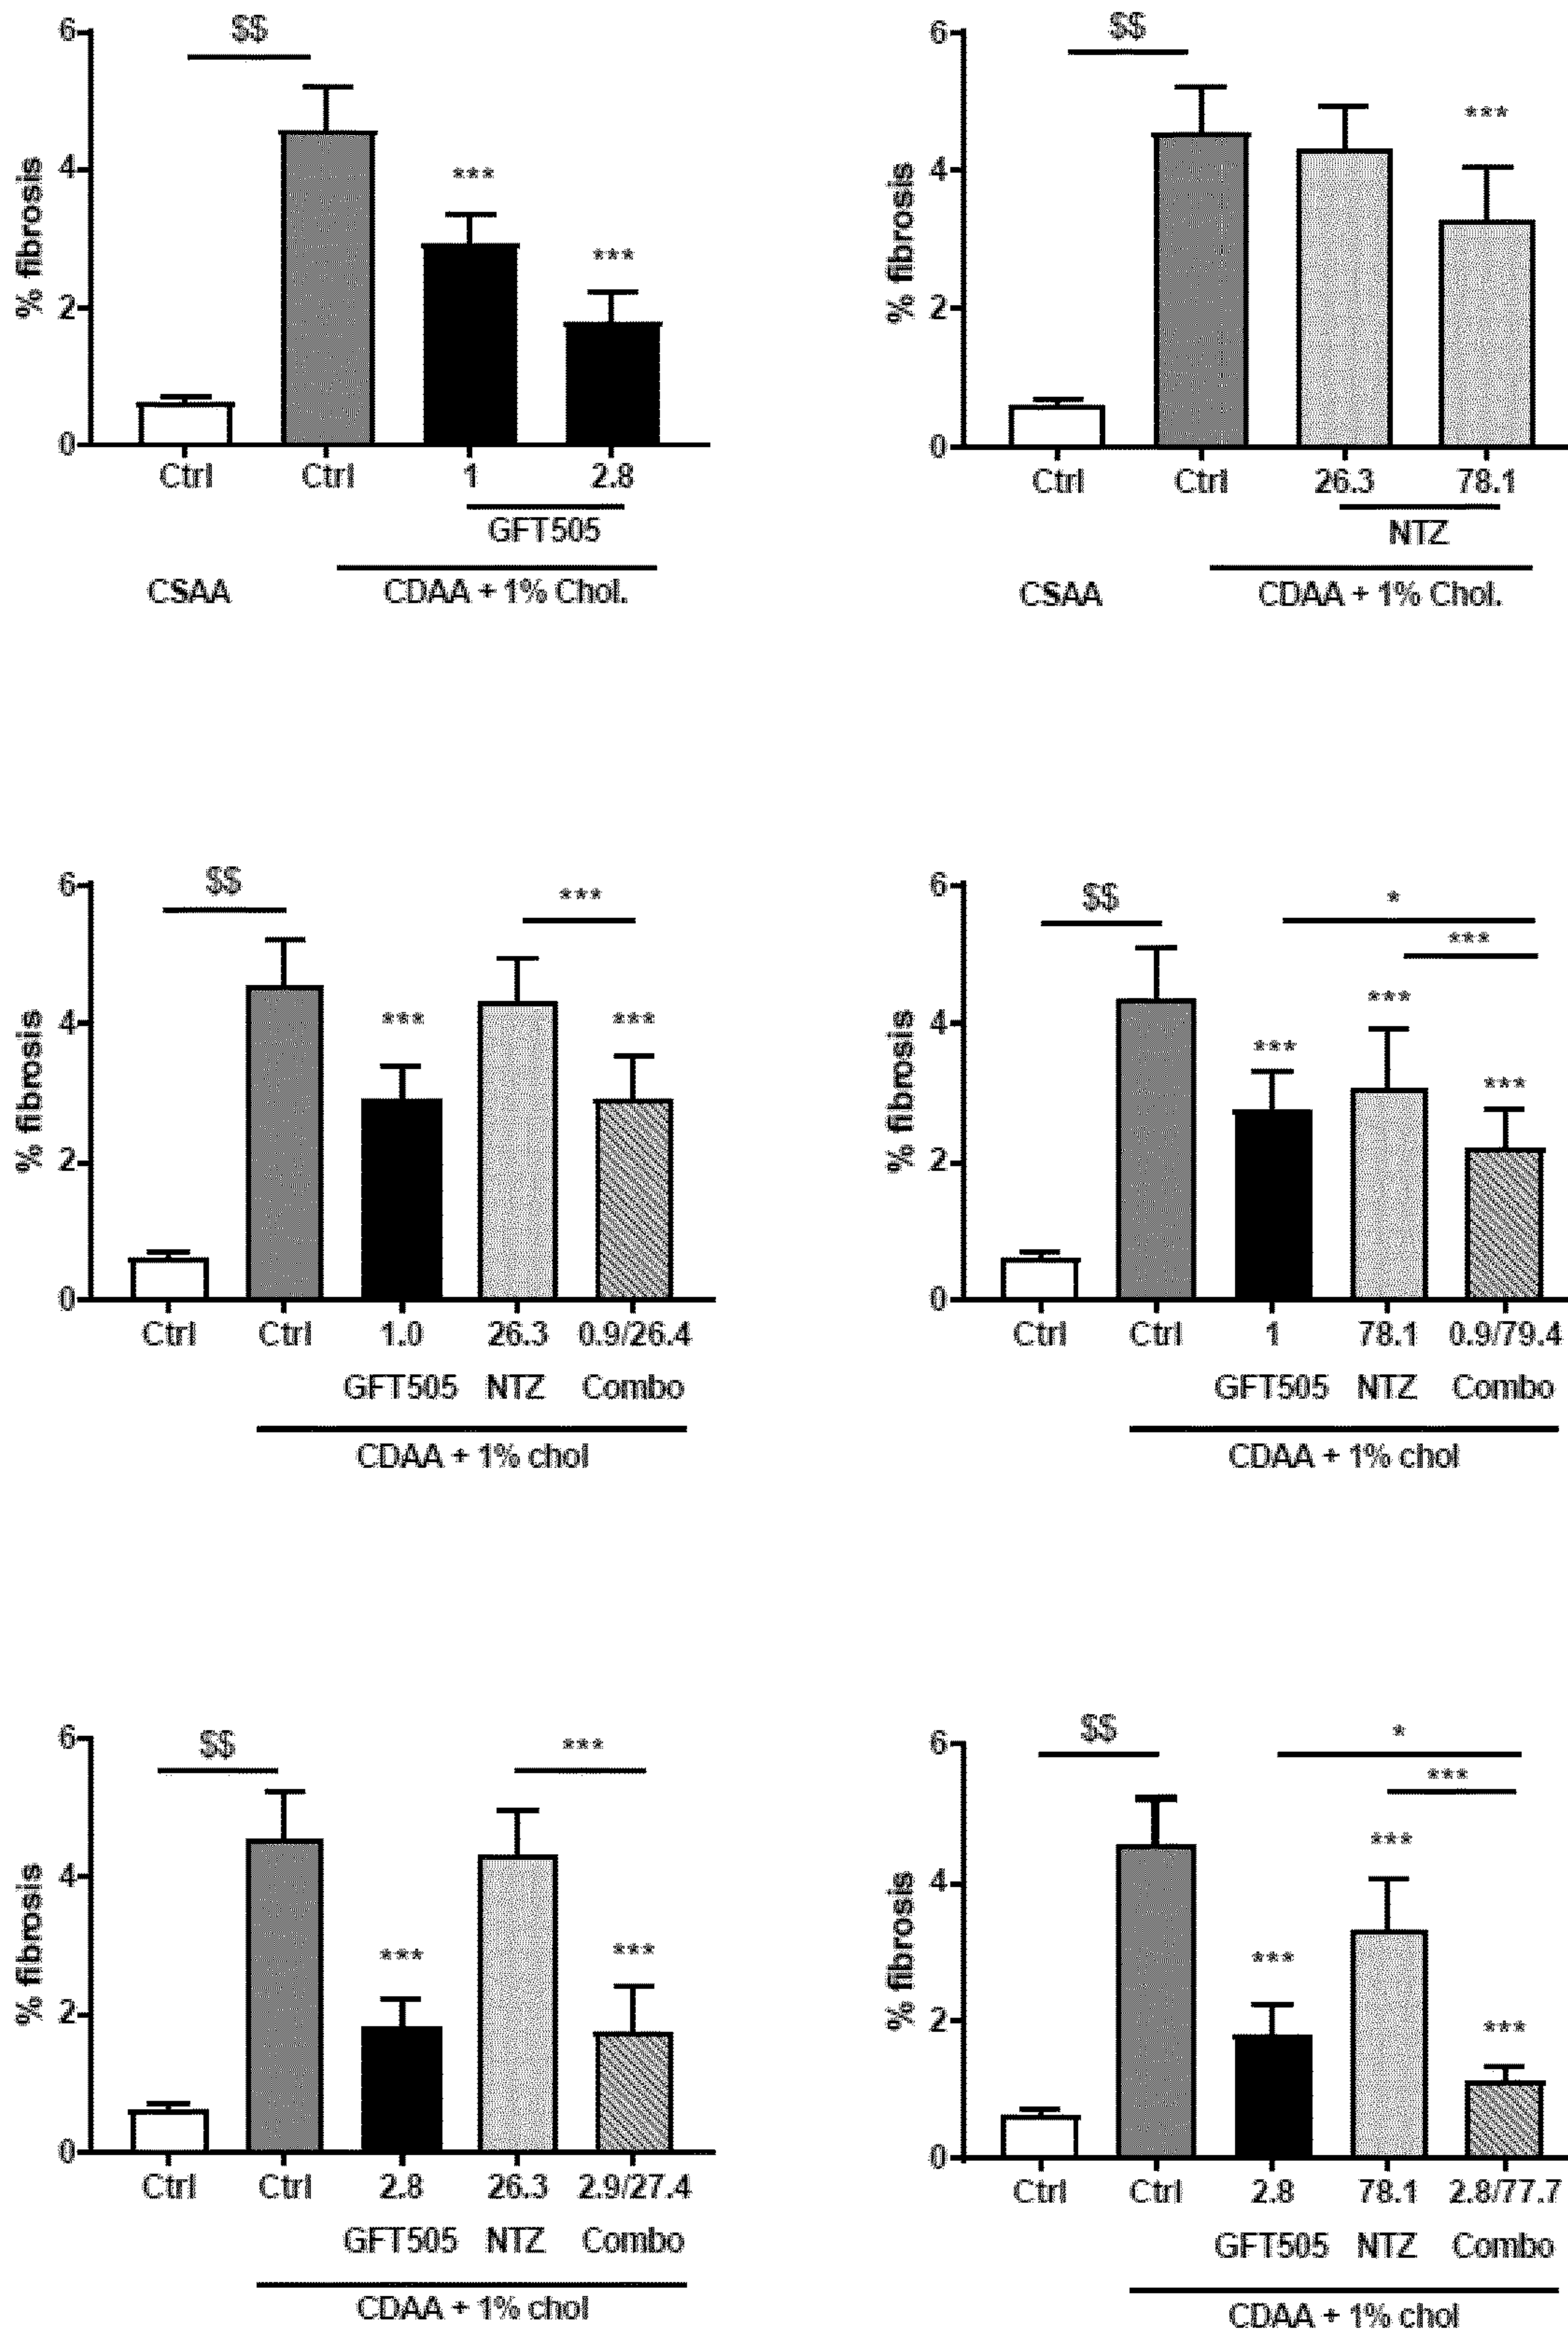 $$
***
***
% fibrosis
6
4
2
0
Ctrl Ctrl 1 2.8
GFT505
CSAA CDAA + 1% Chol.
$$
***
% fibrosis
6
4
2
0
Ctrl Ctrl 26.3 78.1
NTZ
CSAA CDAA + 1% Chol.
$$
***
***
***
% fibrosis
6
4
2
0
Ctrl Ctrl 1.0 26.3 0.9/26.4
GFT505 NTZ Combo
CDAA + 1% chol
$$
*
***
***
***
***
% fibrosis
6
4
2
0
Ctrl Ctrl 1 78.1 0.9/79.4
GFT505 NTZ Combo
CDAA + 1% chol
$$
***
***
***
% fibrosis
6
4
2
0
Ctrl Ctrl 2.8 26.3 2.9/27.4
GFT505 NTZ Combo
CDAA + 1% chol
$$
*
***
***
***
***
% fibrosis
6
4
2
0
Ctrl Ctrl 2.8 78.1 2.8/77.7
GFT505 NTZ Combo
CDAA + 1% chol